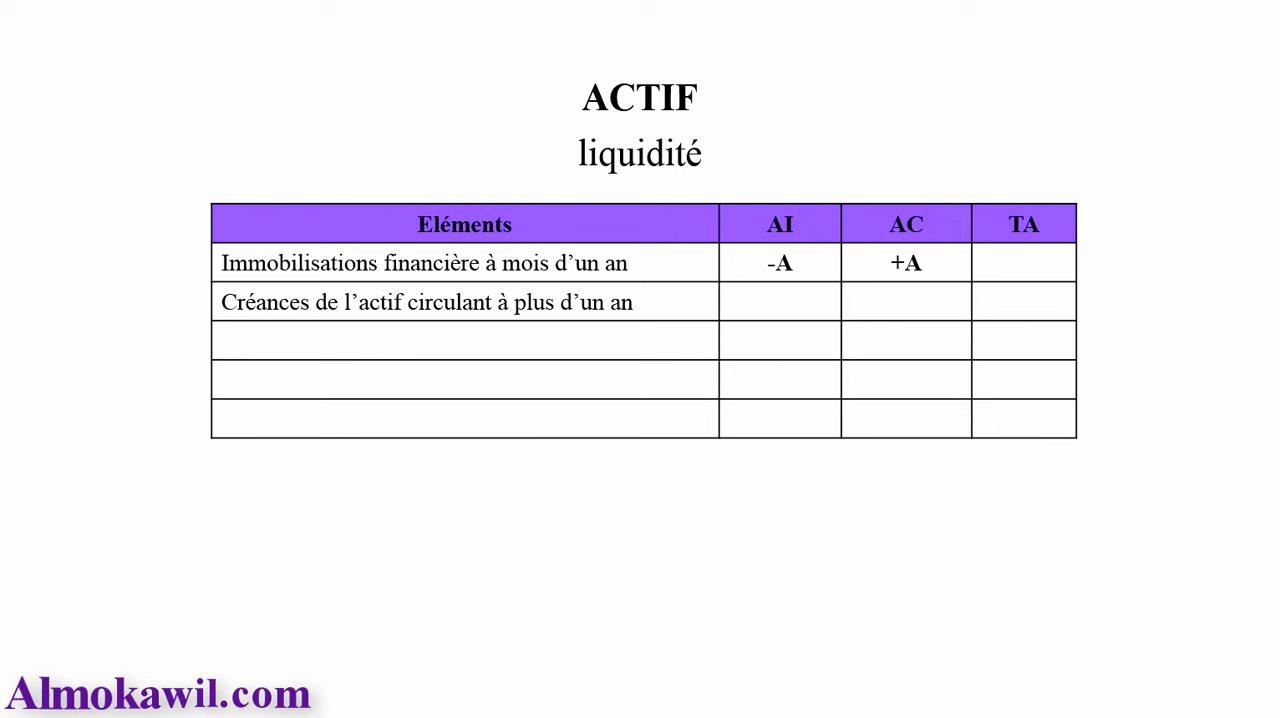 ACTIF
liquidité
Eléments AI AC TA
Immobilisations financière à mois d’un an -A +A
Créances de l’actif circulant à plus d’un an
Almokawil.com